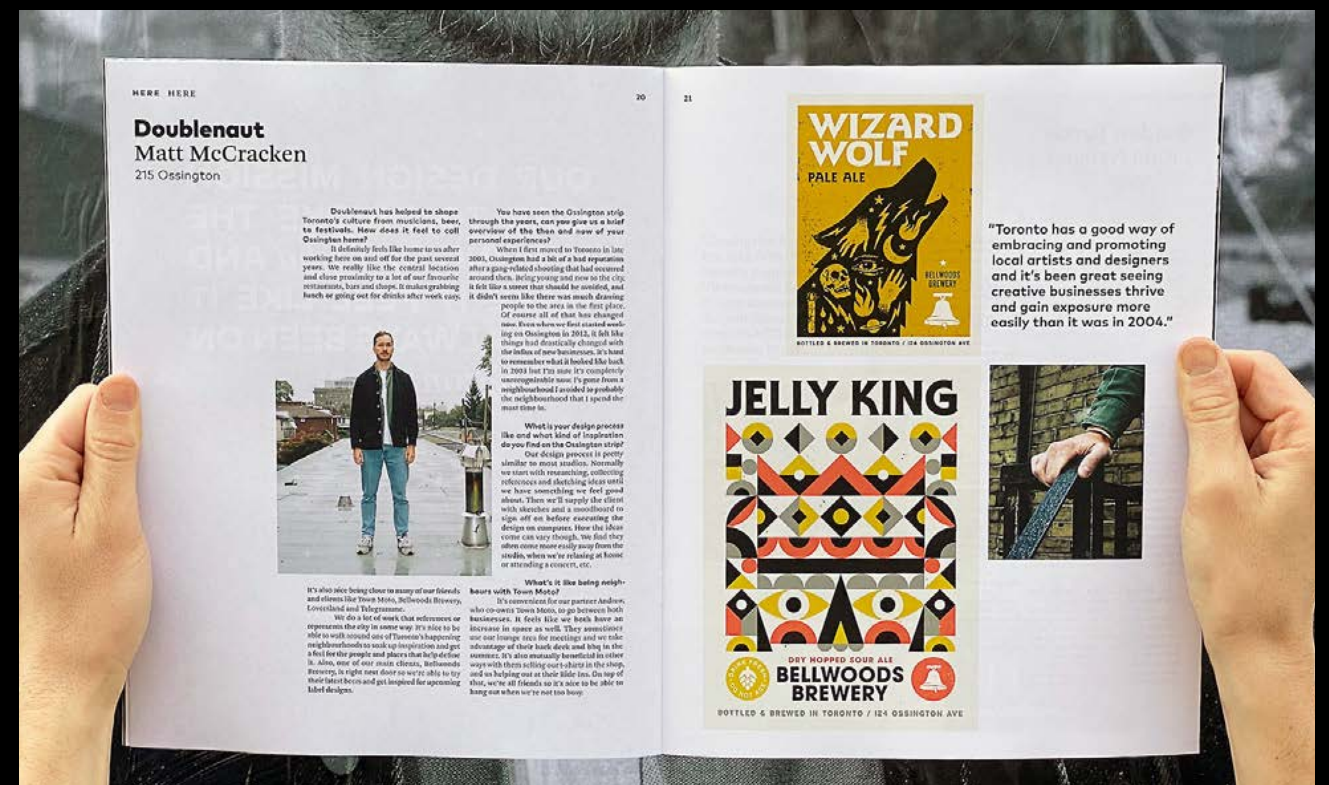 HERE HERE
20
Doublenaut
Matt McCracken
215 Ossington
Doublenaut has helped to shape
Toronto's culture from musicians, beer,
to festivals. How does it feel to call
Ossington home?
It definitely feels like home to us after
working here on and off for the past several
years. We really like the central location
and close proximity to a lot of our favourite
restaurants, bars and shops. It makes grabbing
lunch or going out for drinks after work easy.
It's also nice being close to many of our friends
and clients like Town Moto, Bellwoods Brewery,
Loversland and Telegramme.
We do a lot of work that references or
represents the city in some way. It's nice to be
able to walk around one of Toronto's happening
neighbourhoods to soak up inspiration and get
a feel for the people and places that help define
it. Also, one of our main clients, Bellwoods
Brewery, is right next door so we're able to try
their latest beers and get inspired for upcoming
label designs.
You have seen the Ossington strip
through the years, can you give us a brief
overview of the then and now of your
personal experiences?
When I first moved to Toronto in late
2003, Ossington had a bit of a bad reputation
after a gang-related shooting that had occurred
around then. Being young and new to the city,
it felt like a street that should be avoided, and
it didn't seem like there was much drawing
people to the area in the first place.
Of course all of that has changed
now. Even when we first started work-
ing on Ossington in 2012, it felt like
things had drastically changed with
the influx of new businesses. It's hard
to remember what it looked like back
in 2003 but I'm sure it's completely
unrecognizable now. I've gone from a
neighbourhood I avoided to probably
the neighbourhood that I spend the
most time in.
What is your design process
like and what kind of inspiration
do you find on the Ossington strip?
Our design process is pretty
similar to most studios. Normally
we start with researching, collecting
references and sketching ideas until
we have something we feel good
about. Then we'll supply the client
with sketches and a moodboard to
sign off on before executing the
design on computer. How the ideas
come can vary though. We find they
often come more easily away from the
studio, when we're relaxing at home
or attending a concert, etc.
What's it like being neigh-
bours with Town Moto?
It's convenient for our partner Andrew,
who co-owns Town Moto, to go between both
businesses. It feels like we both have an
increase in space as well. They sometimes
use our lounge area for meetings and we take
advantage of their back deck and bbq in the
summer. It's also mutually beneficial in other
ways with them selling our t-shirts in the shop,
and us helping out at their Ride-Ins. On top of
that, we're all friends so it's nice to be able to
hang out when we're not too busy.
21
WIZARD
WOLF
PALE ALE
BELLWOODS
BREWERY
BOTTLED & BREWED IN TORONTO / 124 OSSINGTON AVE
"Toronto has a good way of
embracing and promoting
local artists and designers
and it's been great seeing
creative businesses thrive
and gain exposure more
easily than it was in 2004."
JELLY KING
DRINK FRESH
DO NOT AGE
DRY HOPPED SOUR ALE
BELLWOODS
BREWERY
BOTTLED & BREWED IN TORONTO / 124 OSSINGTON AVE